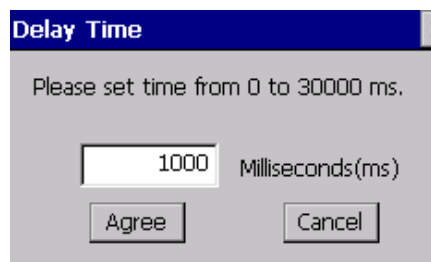 Delay Time
Please set time from 0 to 30000 ms.
1000 Milliseconds(ms)
Agree Cancel